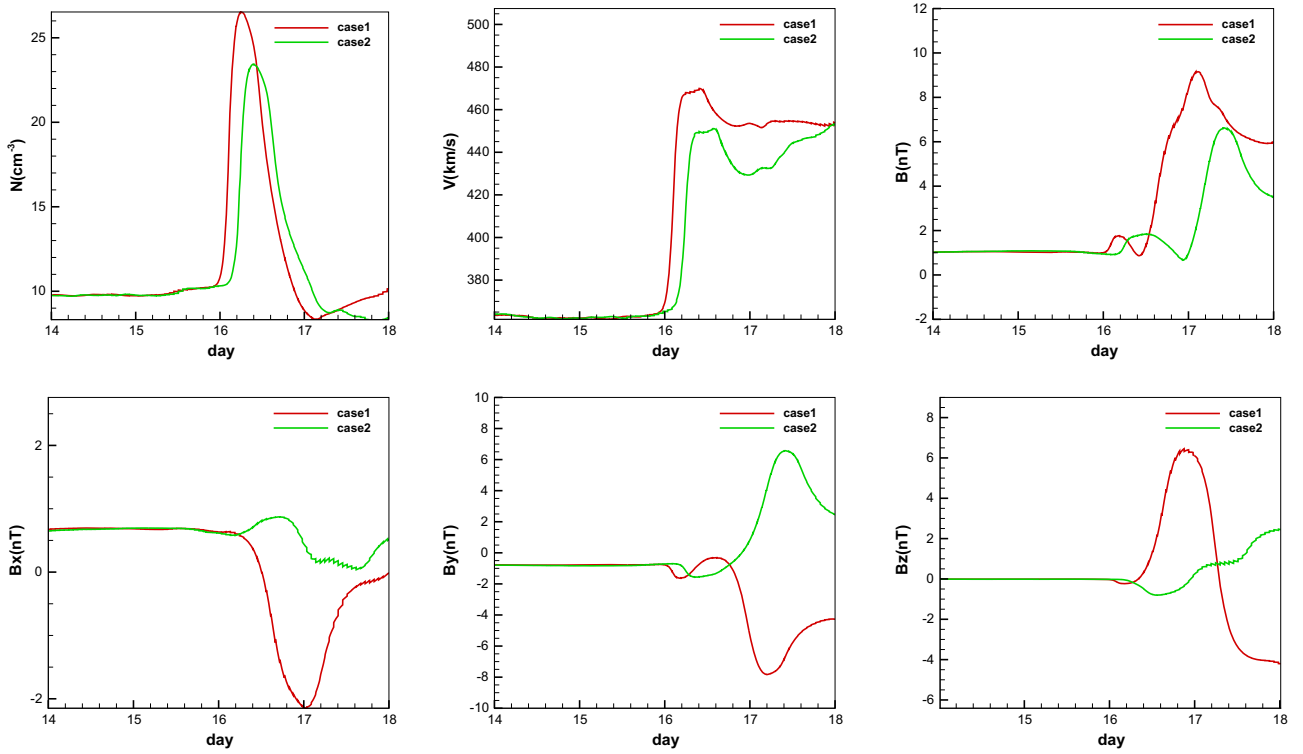 case1
case2
N(cm⁻³)
25
20
15
10
14
15
16
17
18
day
case1
case2
V(km/s)
500
480
460
440
420
400
380
14
15
16
17
18
day
case1
case2
B(nT)
12
10
8
6
4
2
0
-2
14
15
16
17
18
day
case1
case2
Bx(nT)
2
0
-2
14
15
16
17
18
day
case1
case2
By(nT)
10
8
6
4
2
0
-2
-4
-6
-8
-10
14
15
16
17
18
day
case1
case2
Bz(nT)
8
6
4
2
0
-2
-4
-6
15
16
17
18
day